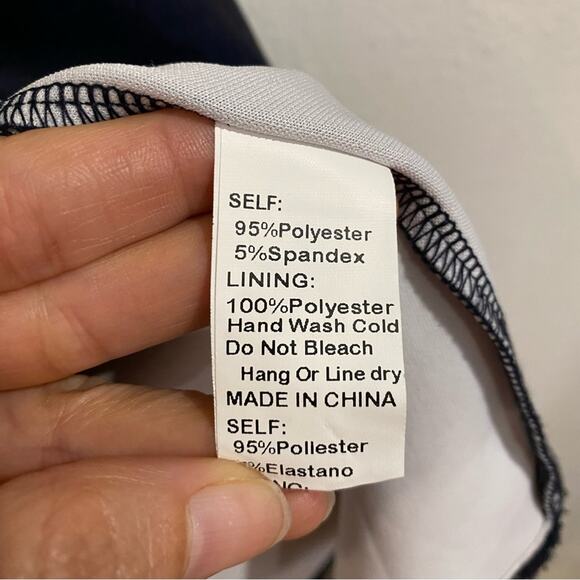 SELF:
95%Polyester
5%Spandex
LINING:
100%Polyester
Hand Wash Cold
Do Not Bleach
Hang Or Line dry
MADE IN CHINA
SELF:
95%Pollester
%Elastano